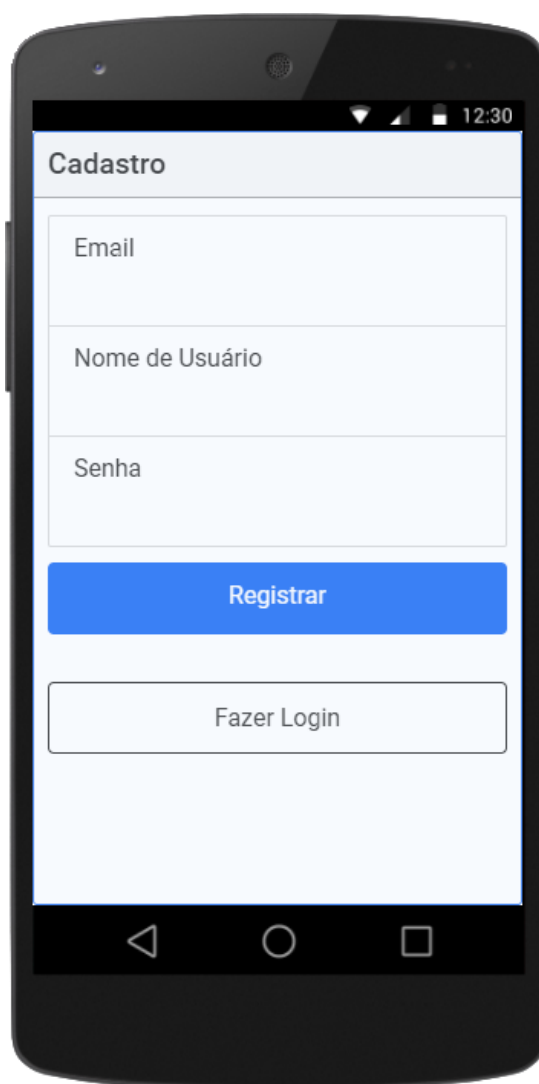 12:30
Cadastro
Email
Nome de Usuário
Senha
Registrar
Fazer Login